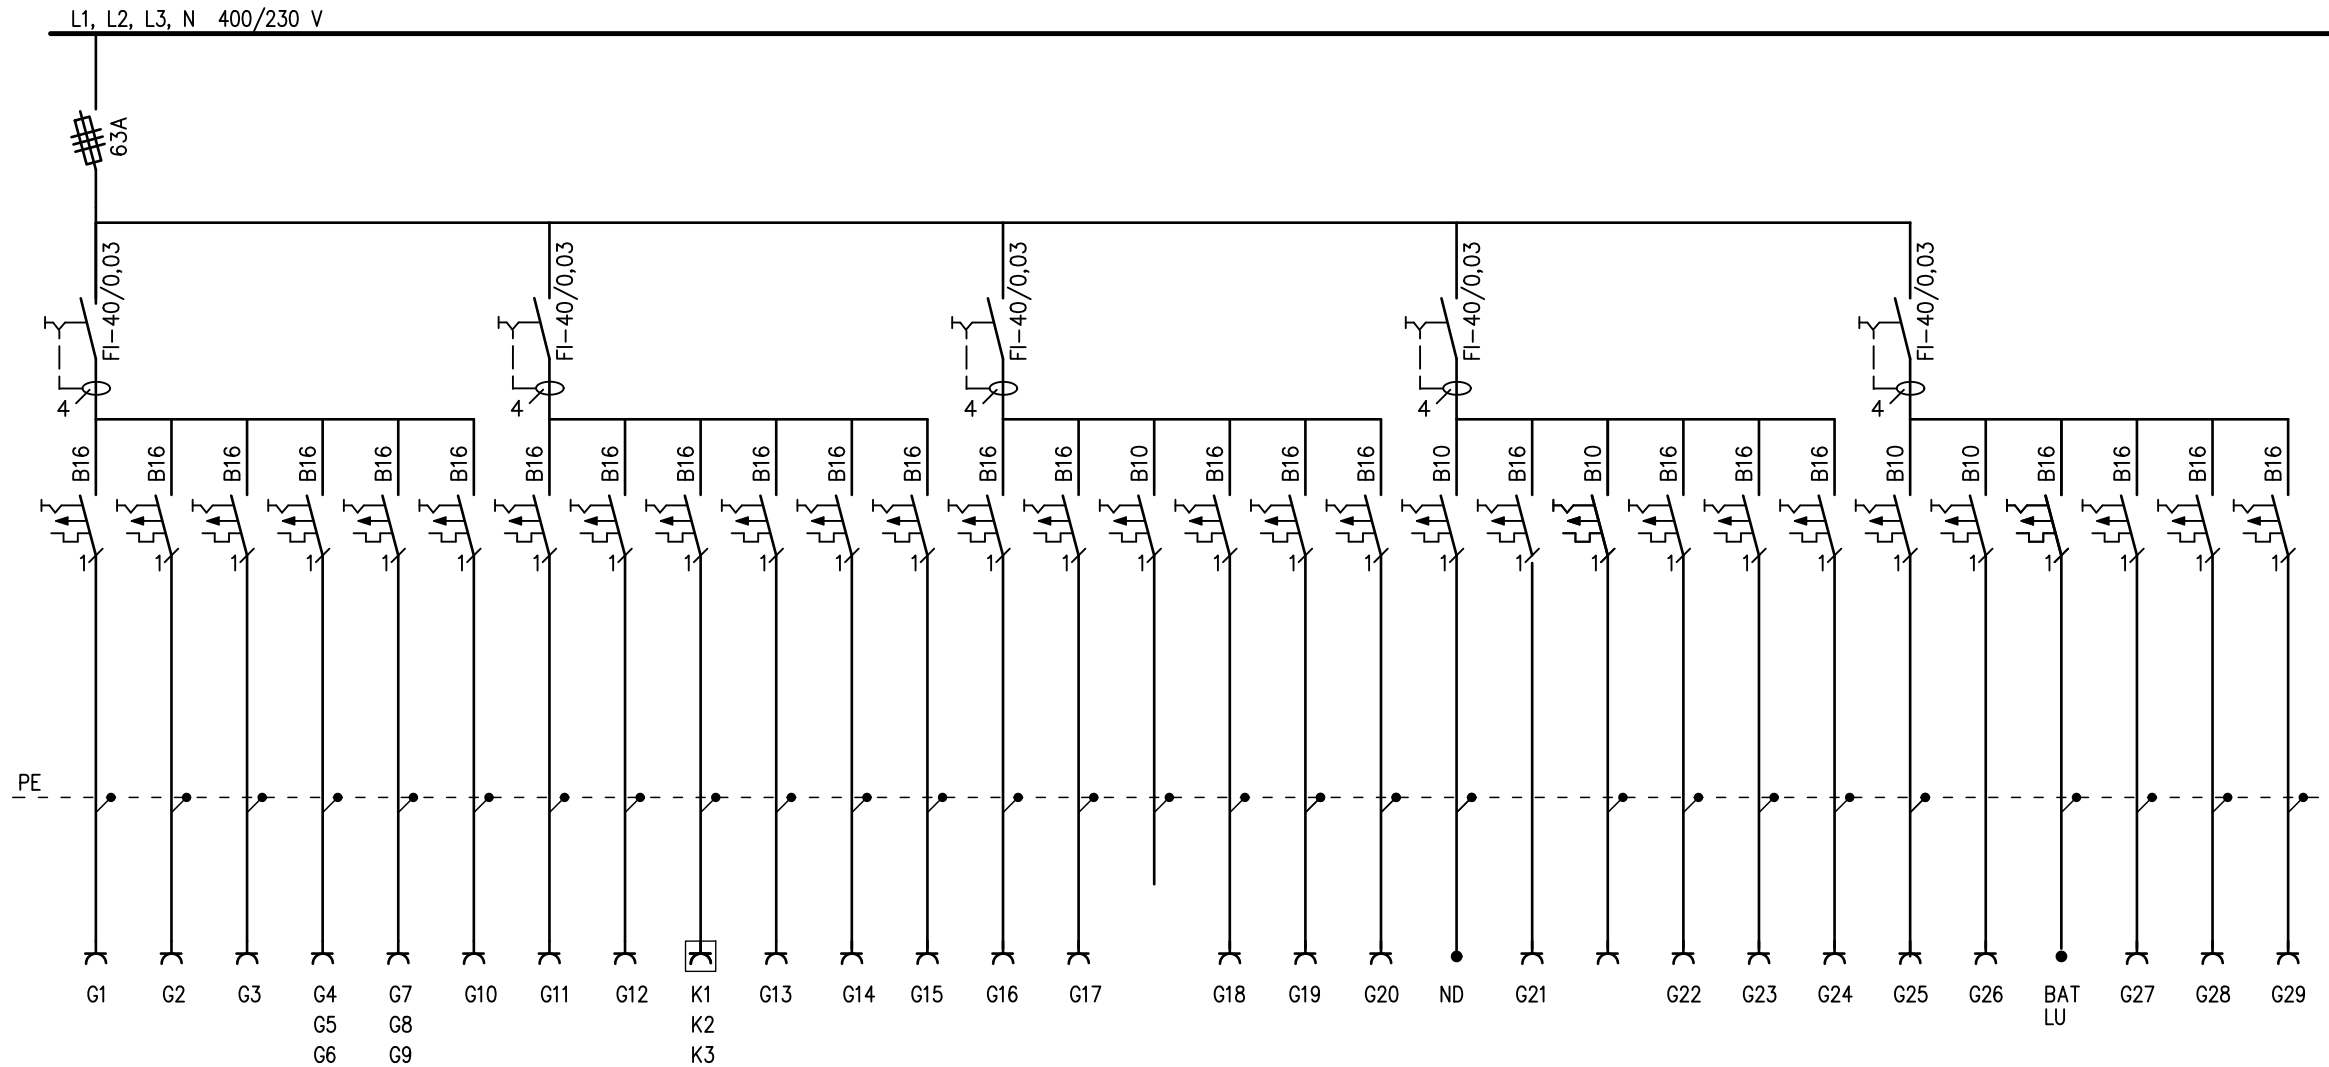 L1, L2, L3, N 400/230 V
63A
FI-40/0,03
FI-40/0,03
FI-40/0,03
FI-40/0,03
FI-40/0,03
4
4
4
4
4
B16 B16 B16 B16 B16 B16 B16 B16 B16 B16 B16 B16 B16 B16 B10 B16 B16 B16 B10 B16 B10 B16 B16 B16 B10 B10 B16 B16 B16 B16
1 1 1 1 1 1 1 1 1 1 1 1 1 1 1 1 1 1 1 1 1 1 1 1 1 1 1 1 1 1
PE
G1 G2 G3 G4 G7 G10 G11 G12 K1 G13 G14 G15 G16 G17 G18 G19 G20 ND G21 G22 G23 G24 G25 G26 BAT G27 G28 G29
G5 G8 K2 LU
G6 G9 K3